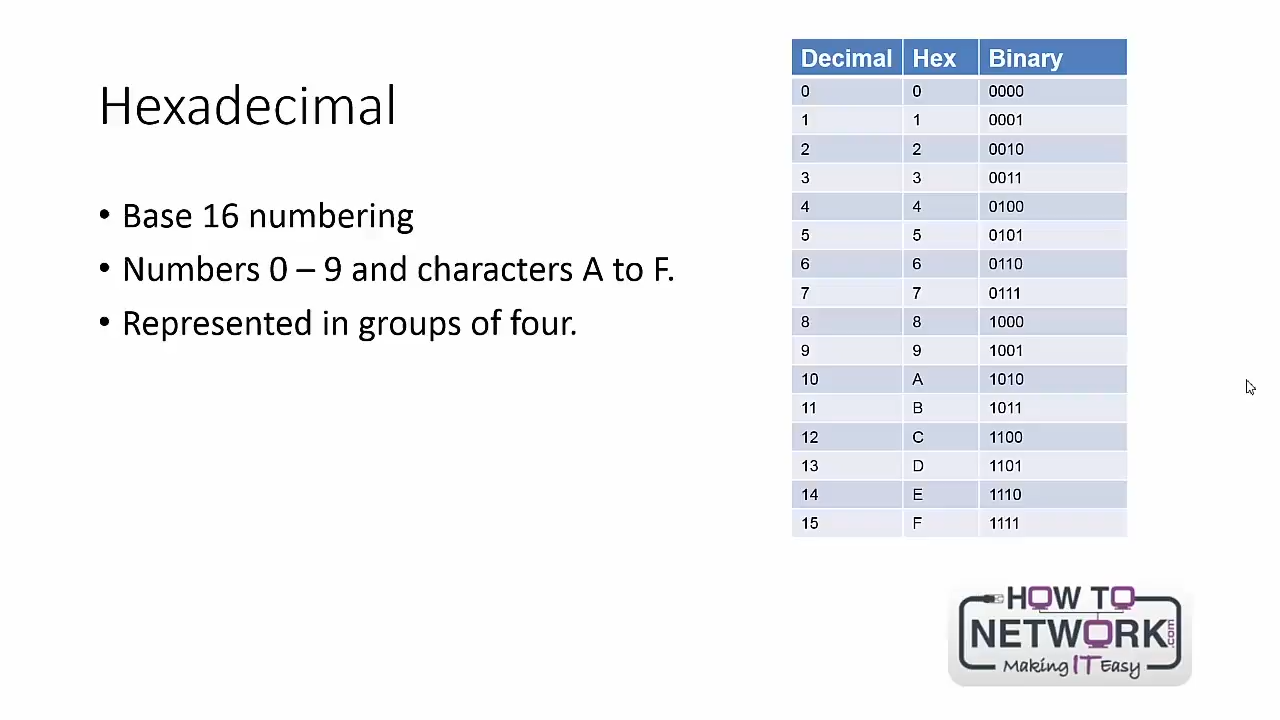 Hexadecimal
• Base 16 numbering
• Numbers 0 – 9 and characters A to F.
• Represented in groups of four.
Decimal Hex Binary
0 0 0000
1 1 0001
2 2 0010
3 3 0011
4 4 0100
5 5 0101
6 6 0110
7 7 0111
8 8 1000
9 9 1001
10 A 1010
11 B 1011
12 C 1100
13 D 1101
14 E 1110
15 F 1111
HOW TO
NETWORK.com
Making IT Easy